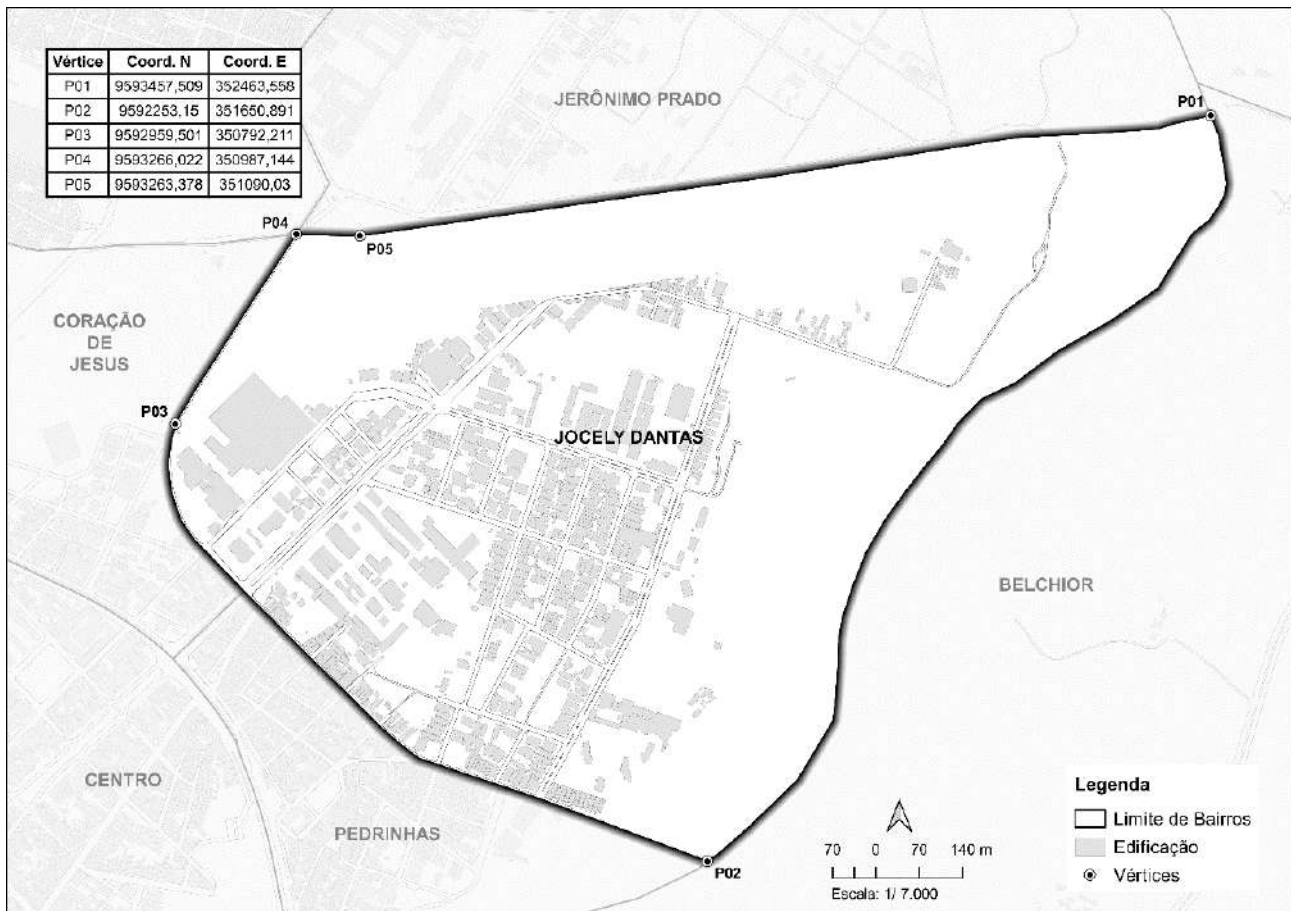 Vértice Coord. N Coord. E
P01 9593457,509 352463,558
P02 9592253,15 351650,891
P03 9592959,501 350792,211
P04 9593266,022 350987,144
P05 9593263,378 351090,03
JERÔNIMO PRADO
P01
P04
P05
CORAÇÃO
DE
JESUS
P03
JOCELY DANTAS
BELCHIOR
CENTRO
PEDRINHAS
P02
70 0 70 140 m
Escala: 1/ 7.000
Legenda
Limite de Bairros
Edificação
Vértices